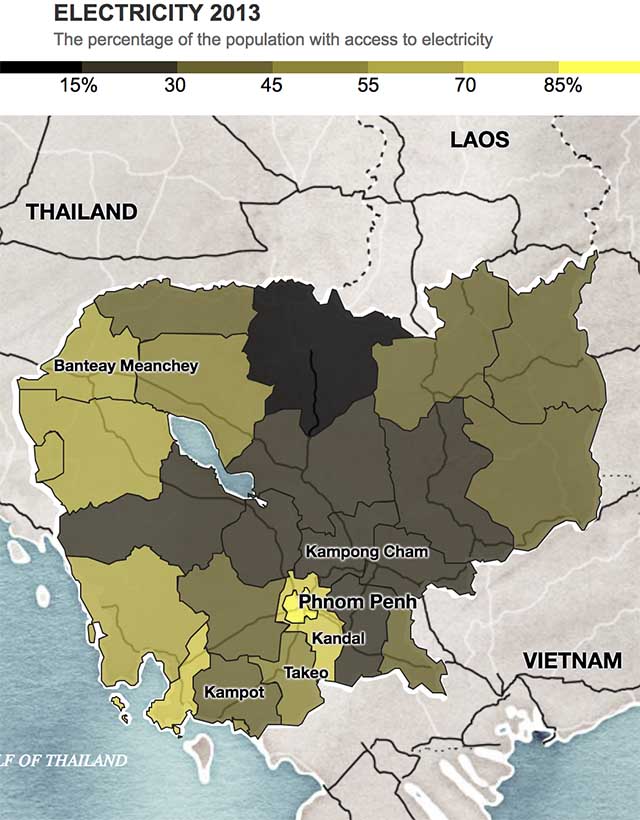 ELECTRICITY 2013
The percentage of the population with access to electricity
15% 30 45 55 70 85%
LAOS
THAILAND
Banteay Meanchey
Kampong Cham
Phnom Penh
Kandal
VIETNAM
Takeo
Kampot
LF OF THAILAND